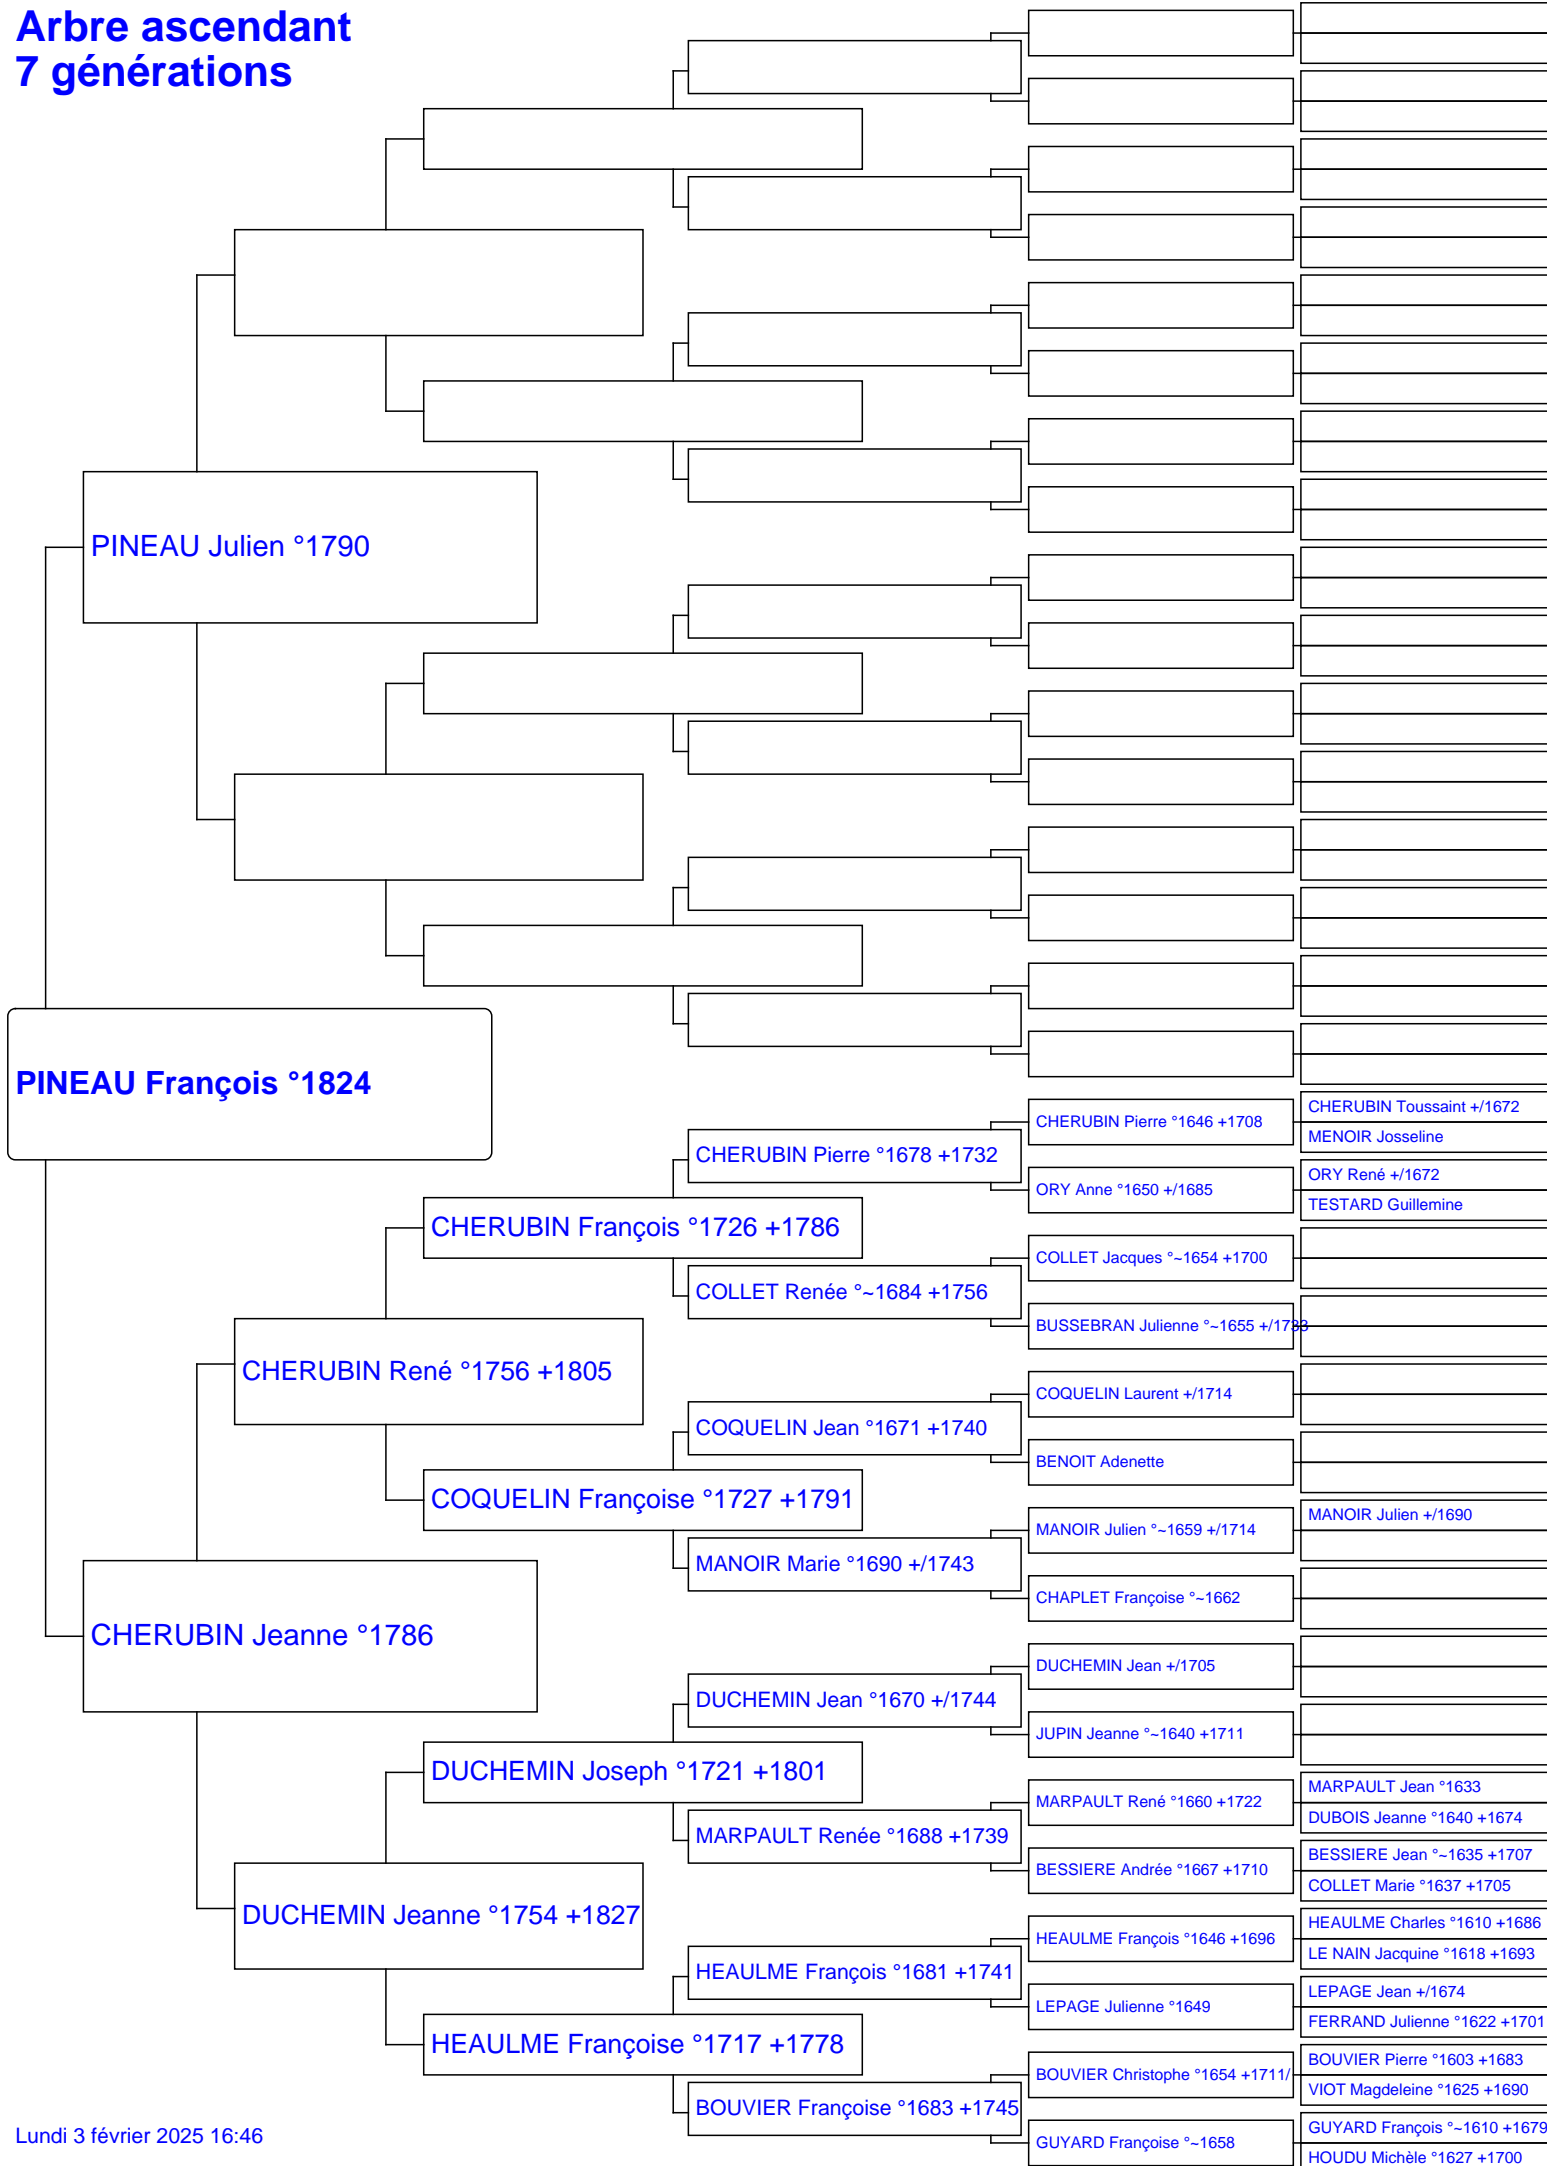 Arbre ascendant
7 générations
PINEAU Julien °1790
PINEAU François °1824
CHERUBIN Toussaint +/1672
CHERUBIN Pierre °1646 +1708
MENOIR Josseline
CHERUBIN Pierre °1678 +1732
ORY René +/1672
ORY Anne °1650 +/1685
TESTARD Guillemine
CHERUBIN François °1726 +1786
COLLET Jacques °~1654 +1700
COLLET Renée °~1684 +1756
BUSSEBRAN Julienne °~1655 +/1733
CHERUBIN René °1756 +1805
COQUELIN Laurent +/1714
COQUELIN Jean °1671 +1740
BENOIT Adenette
COQUELIN Françoise °1727 +1791
MANOIR Julien +/1690
MANOIR Julien °~1659 +/1714
MANOIR Marie °1690 +/1743
CHAPLET Françoise °~1662
CHERUBIN Jeanne °1786
DUCHEMIN Jean +/1705
DUCHEMIN Jean °1670 +/1744
JUPIN Jeanne °~1640 +1711
DUCHEMIN Joseph °1721 +1801
MARPAULT Jean °1633
MARPAULT René °1660 +1722
DUBOIS Jeanne °1640 +1674
MARPAULT Renée °1688 +1739
BESSIERE Jean °~1635 +1707
BESSIERE Andrée °1667 +1710
COLLET Marie °1637 +1705
DUCHEMIN Jeanne °1754 +1827
HEAULME Charles °1610 +1686
HEAULME François °1646 +1696
LE NAIN Jacquine °1618 +1693
HEAULME François °1681 +1741
LEPAGE Jean +/1674
LEPAGE Julienne °1649
FERRAND Julienne °1622 +1701
HEAULME Françoise °1717 +1778
BOUVIER Pierre °1603 +1683
BOUVIER Christophe °1654 +1711/
VIOT Magdeleine °1625 +1690
BOUVIER Françoise °1683 +1745
GUYARD François °~1610 +1679
GUYARD Françoise °~1658
HOUDU Michèle °1627 +1700
Lundi 3 février 2025 16:46